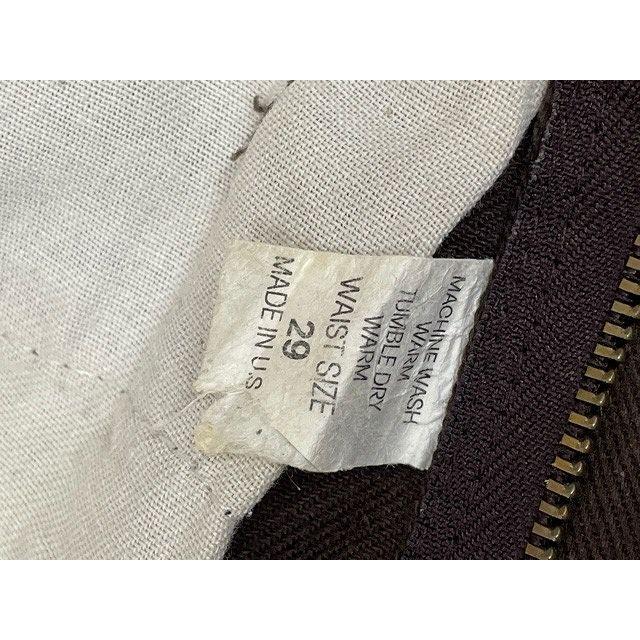 MACHINE WASH
WARM
TUMBLE DRY
WARM
WAIST SIZE
29
MADE IN U.S